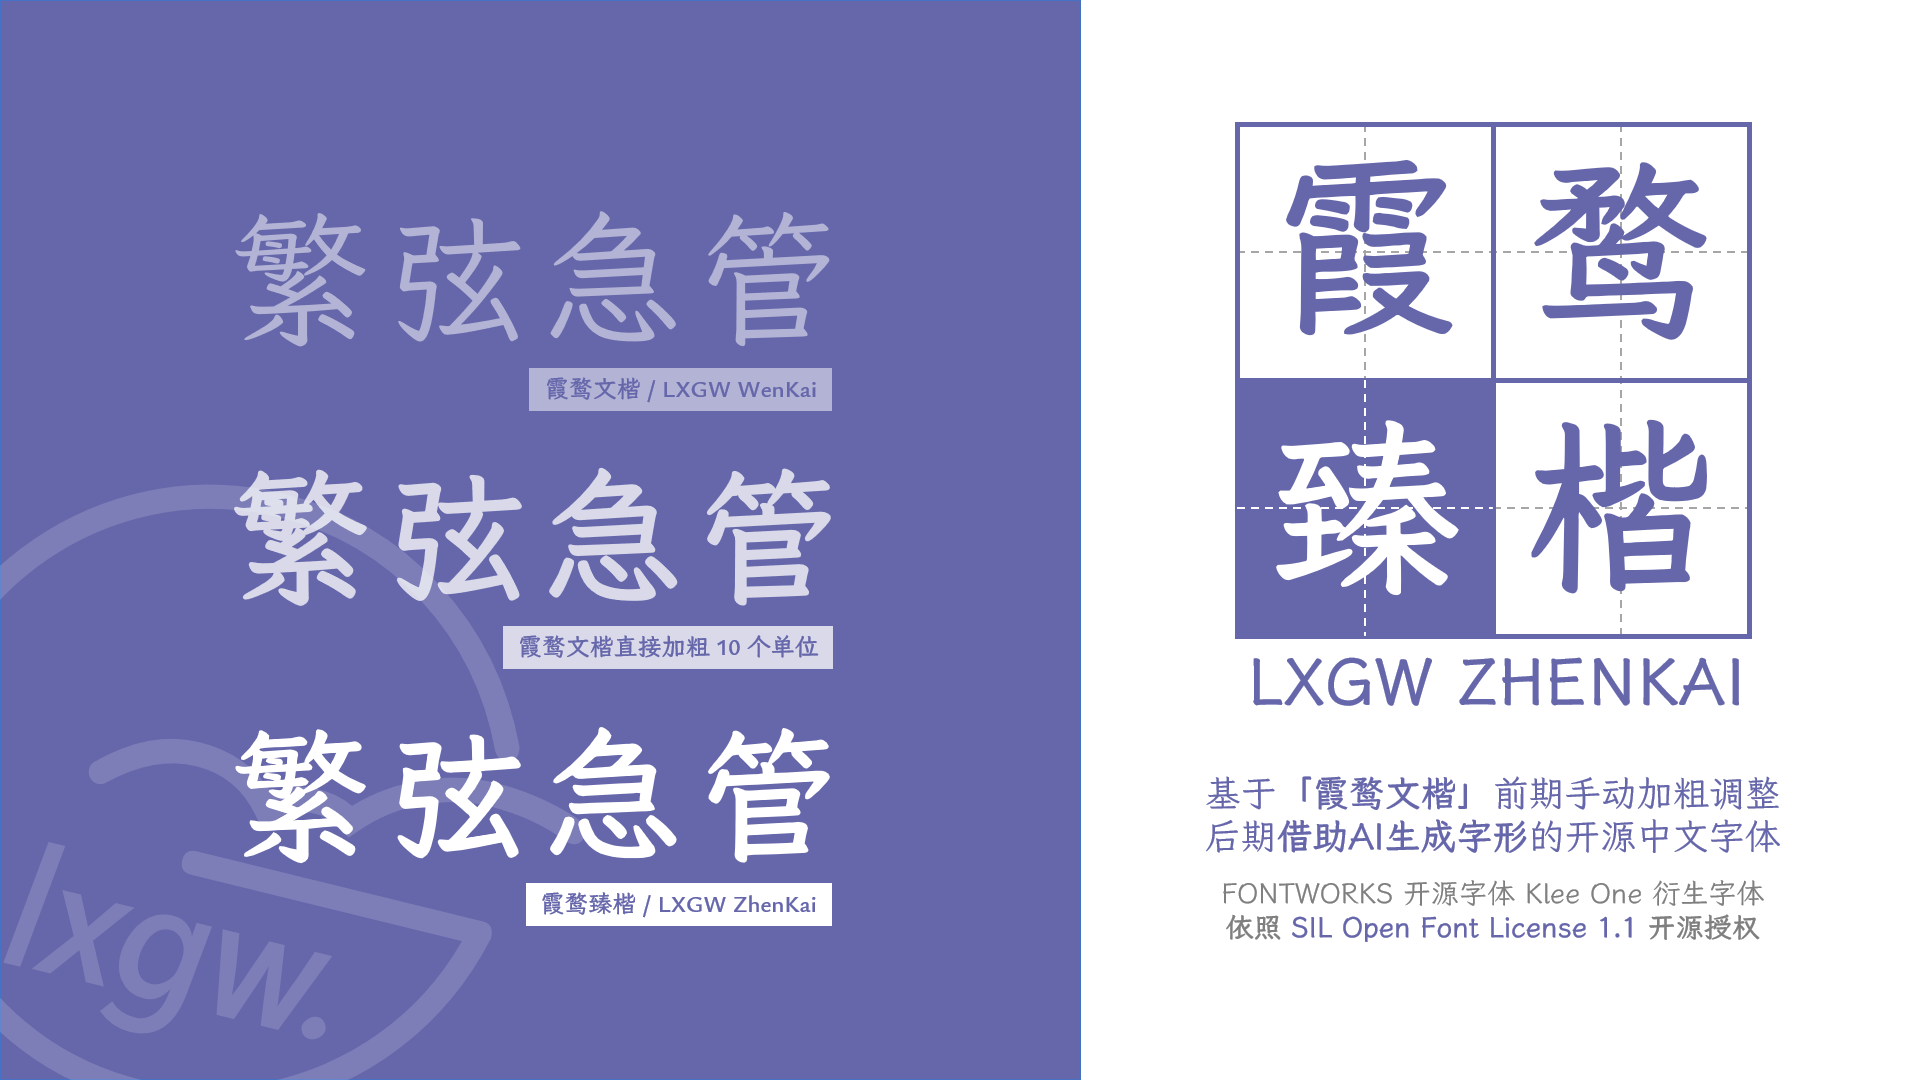 繁弦急管
霞鹜文楷 / LXGW WenKai
繁弦急管
霞鹜文楷直接加粗 10 个单位
繁弦急管
霞鹜臻楷 / LXGW ZhenKai
lxgw.
霞鹜
臻楷
LXGW ZHENKAI
基于「霞鹜文楷」前期手动加粗调整
后期借助AI生成字形的开源中文字体
FONTWORKS 开源字体 Klee One 衍生字体
依照 SIL Open Font License 1.1 开源授权